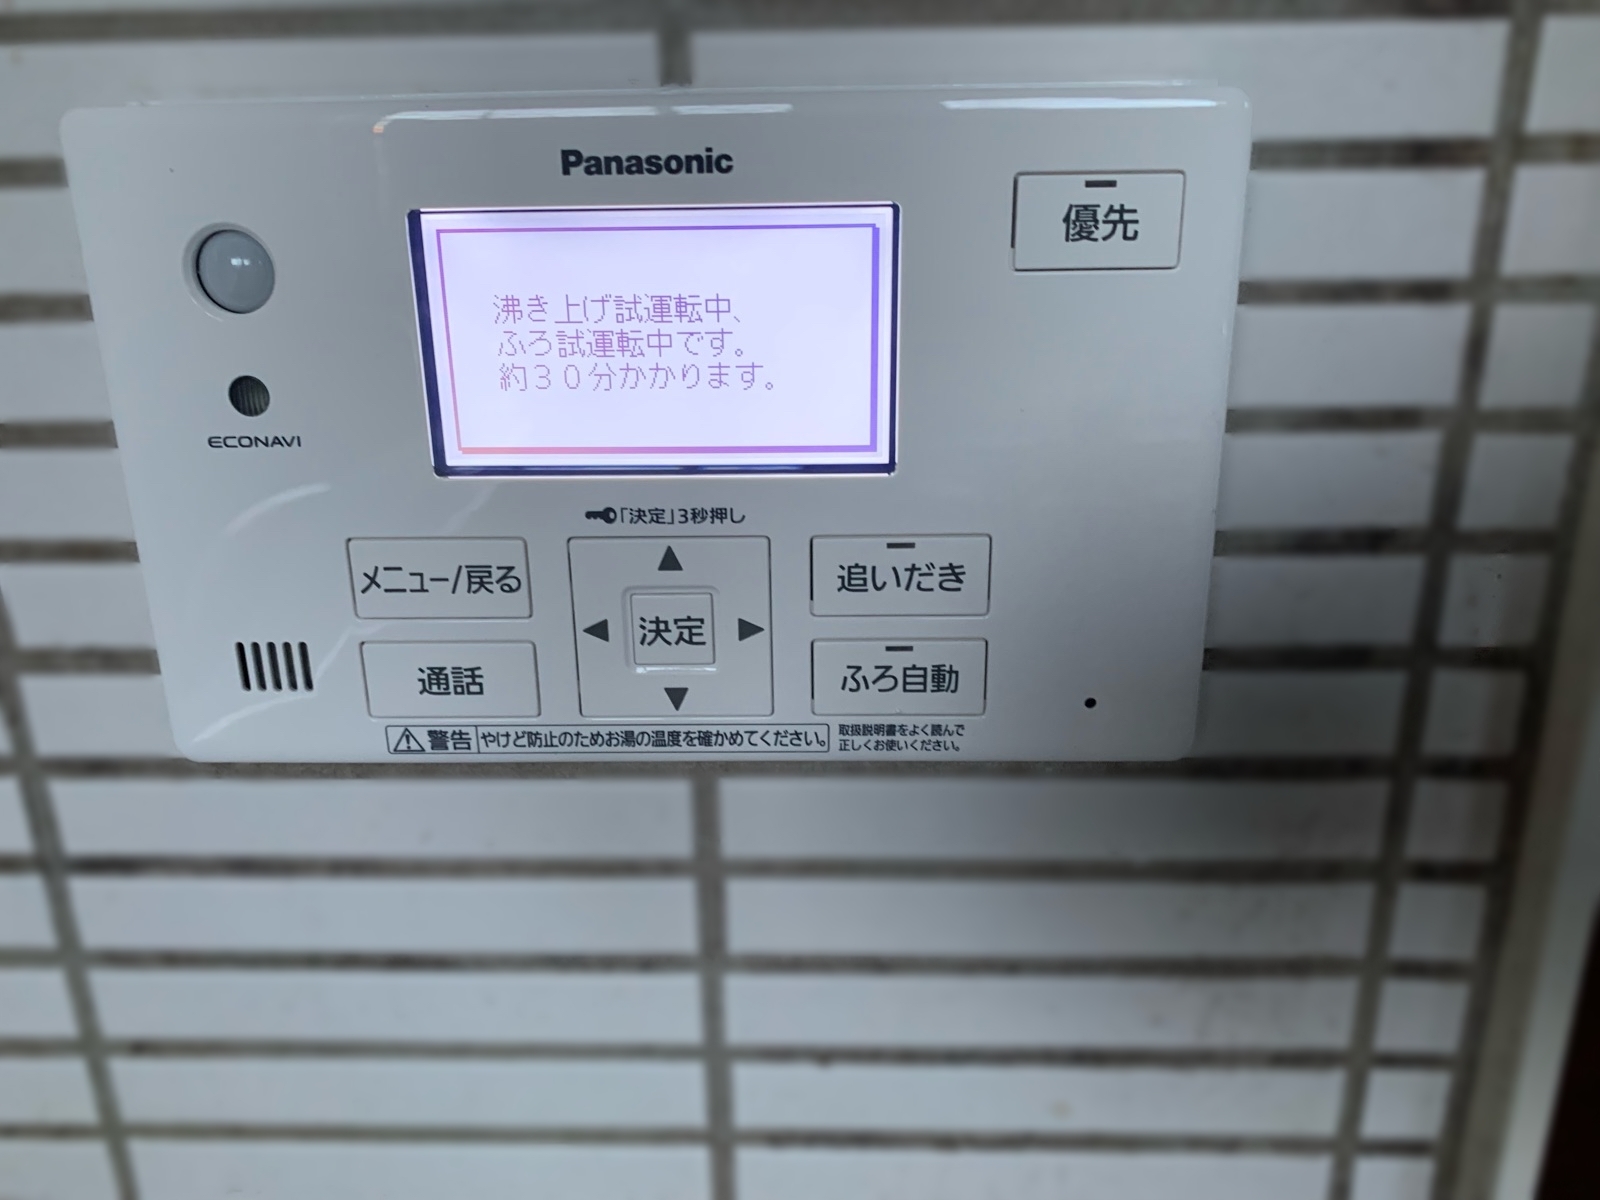 Panasonic
優先
沸き上げ試運転中、
ふろ試運転中です。
約30分かかります。
ECONAVI
「決定」3秒押し
メニュー/戻る
▲
追いだき
◀ 決定 ▶
通話
▼
ふろ自動
警告 やけど防止のためお湯の温度を確かめてください。
取扱説明書をよく読んで
正しくお使いください。